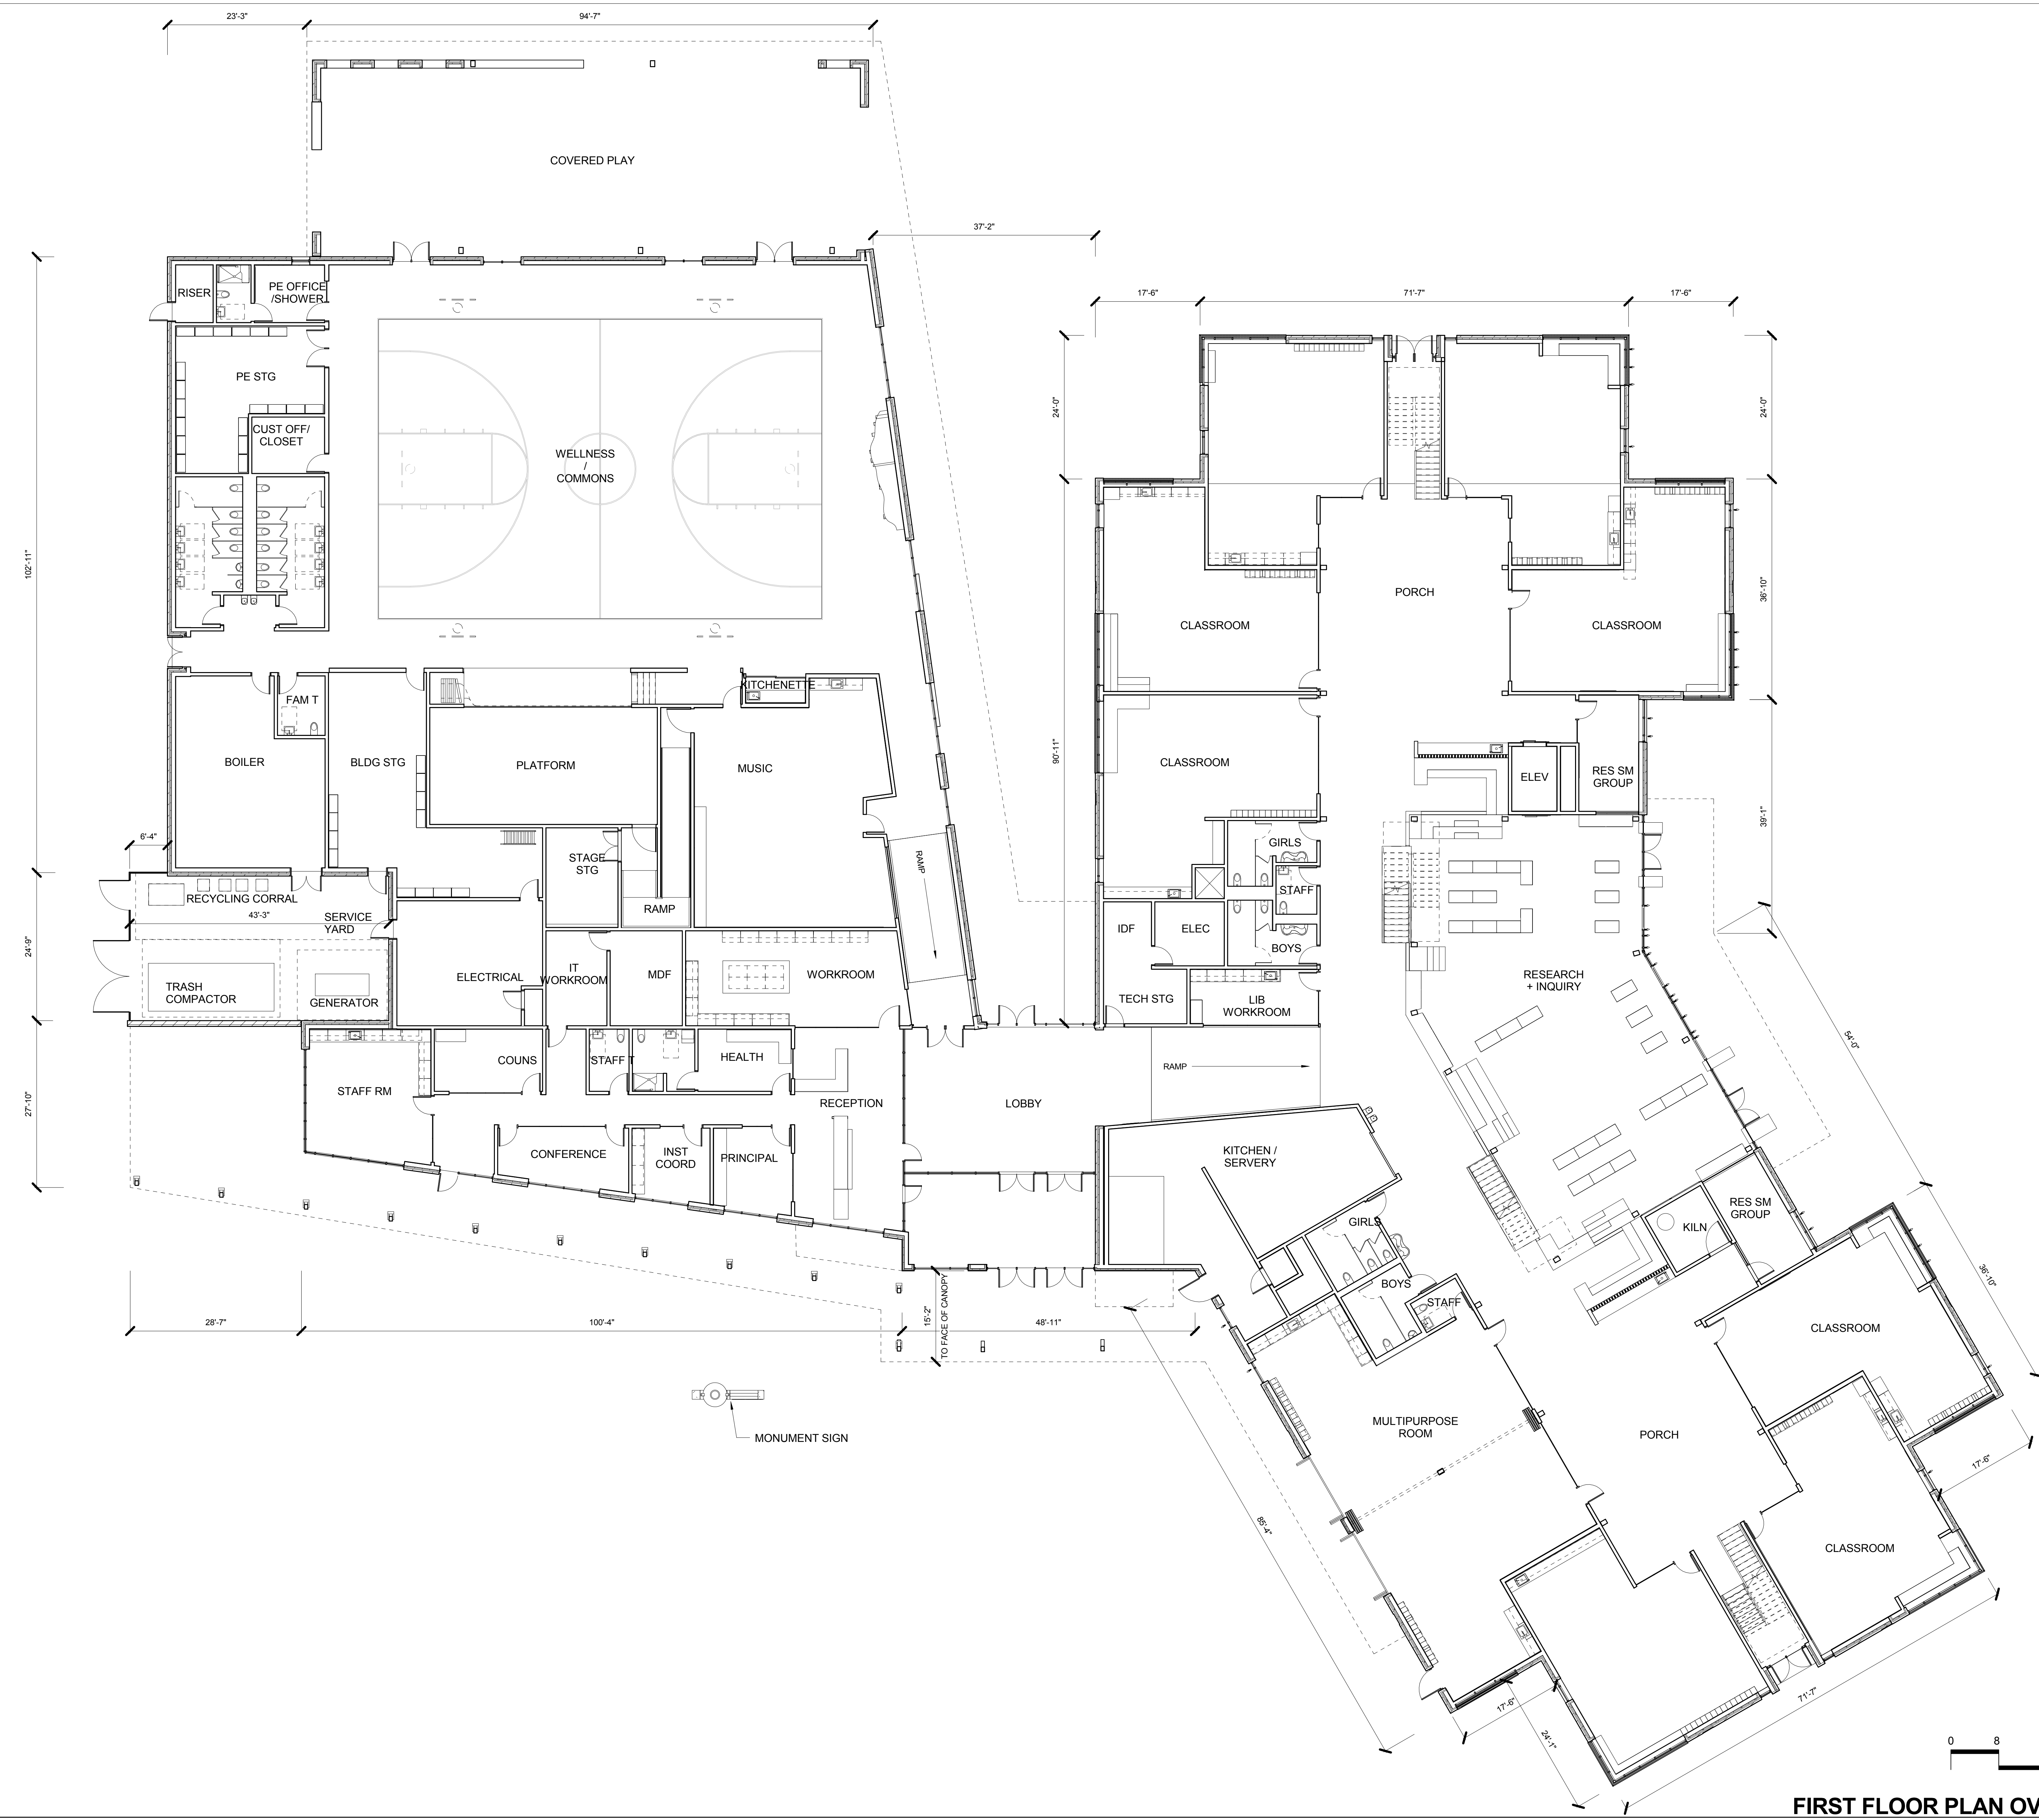 23'-3"
94'-7"
COVERED PLAY
37'-2"
RISER
PE OFFICE
/SHOWER
17'-6"
71'-7"
17'-6"
PE STG
24'-0"
24'-0"
CUST OFF/
CLOSET
WELLNESS
/
COMMONS
102'-11"
PORCH
36'-10"
CLASSROOM
CLASSROOM
KITCHENETTE
FAM T
BOILER
BLDG STG
PLATFORM
MUSIC
90'-11"
CLASSROOM
ELEV
RES SM
GROUP
39'-1"
6'-4"
STAGE
STG
RAMP
GIRLS
STAFF
RECYCLING CORRAL
43'-3"
SERVICE
YARD
RAMP
IDF
ELEC
BOYS
24'-9"
TRASH
COMPACTOR
GENERATOR
ELECTRICAL
IT
WORKROOM
MDF
WORKROOM
TECH STG
LIB
WORKROOM
RESEARCH
+ INQUIRY
54'-0"
COUNS
STAFF T
HEALTH
RAMP
STAFF RM
RECEPTION
LOBBY
27'-10"
CONFERENCE
INST
COORD
PRINCIPAL
KITCHEN /
SERVERY
GIRLS
BOYS
STAFF
KILN
RES SM
GROUP
36'-10"
28'-7"
100'-4"
15'-2"
TO FACE OF CANOPY
48'-11"
CLASSROOM
MONUMENT SIGN
MULTIPURPOSE
ROOM
PORCH
17'-6"
85'-4"
CLASSROOM
17'-6"
24'-1"
71'-7"
0 8
FIRST FLOOR PLAN OV